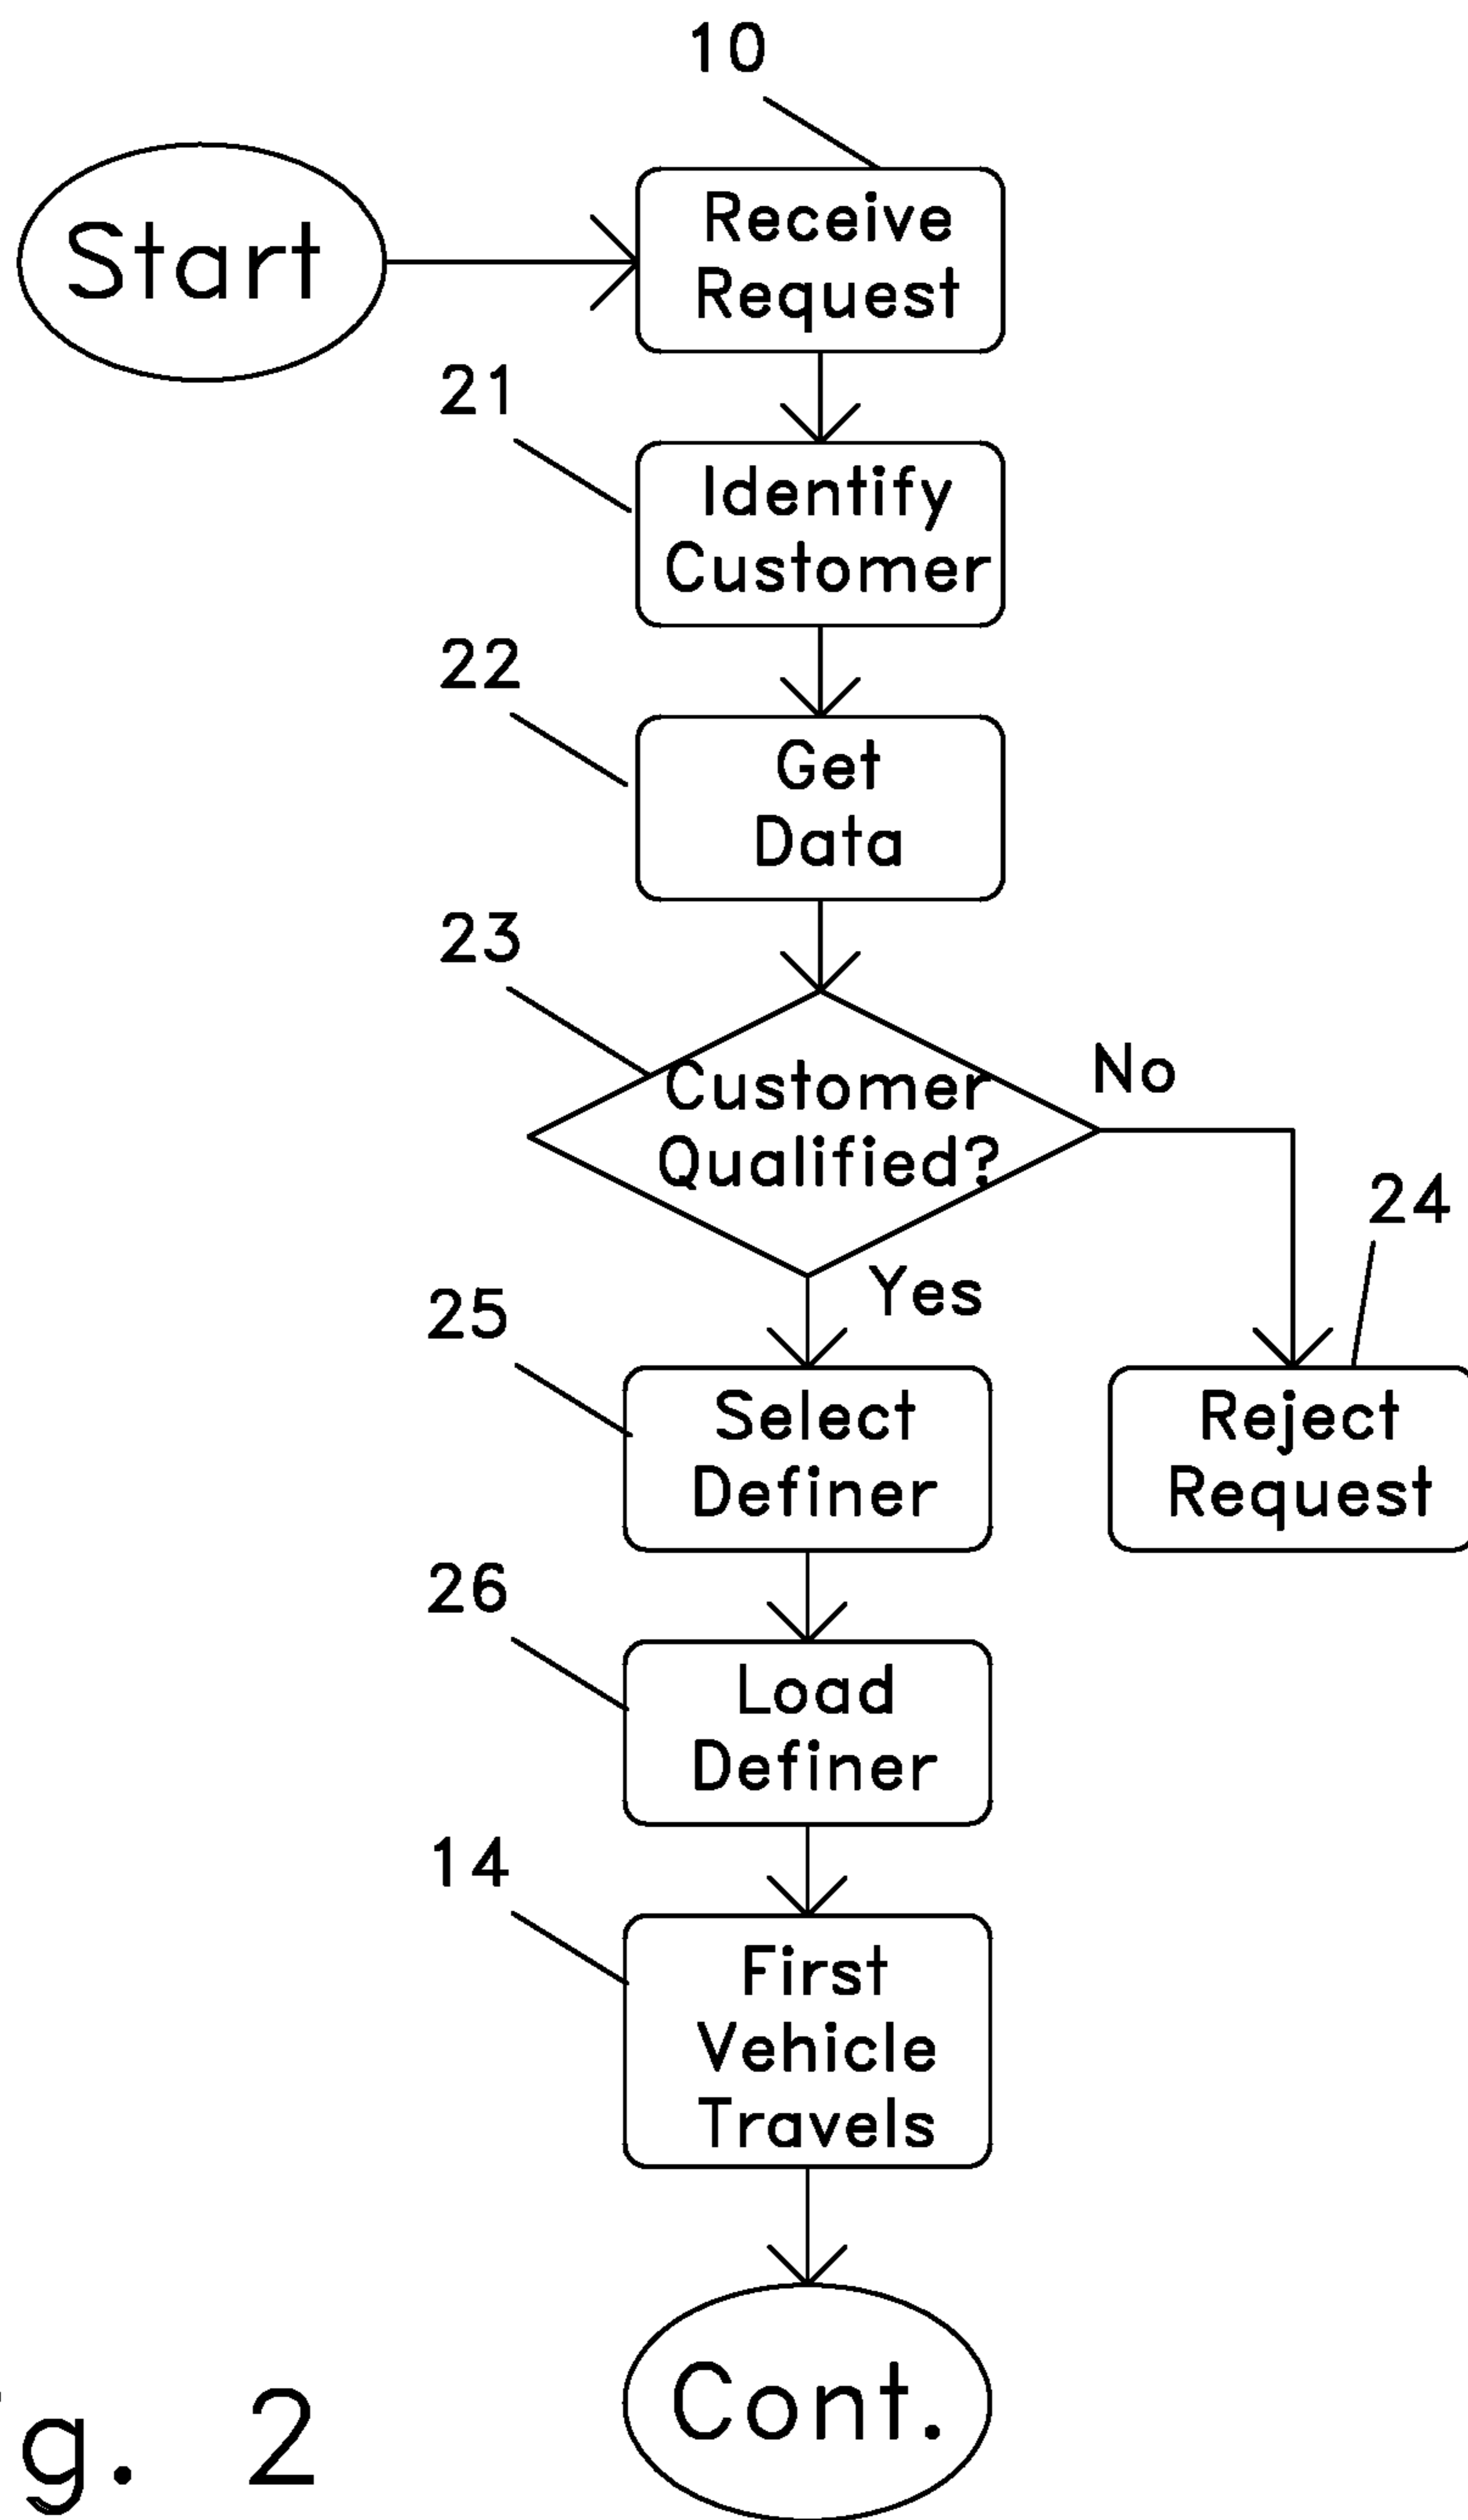 10
Start
Receive
Request
21
Identify
Customer
22
Get
Data
23
Customer
Qualified?
No
Yes
24
Reject
Request
25
Select
Definer
26
Load
Definer
14
First
Vehicle
Travels
Cont.
g. 2